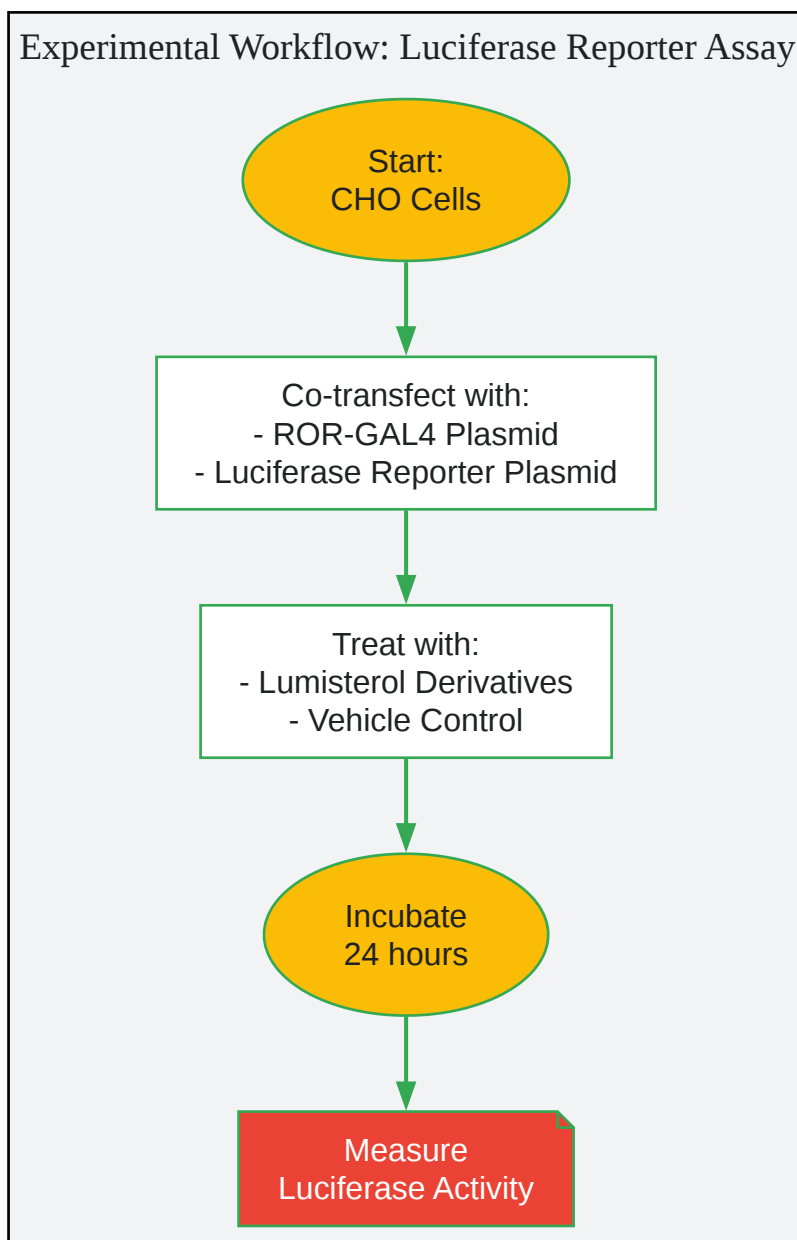 Experimental Workflow: Luciferase Reporter Assay
Start:
CHO Cells
Co-transfect with:
- ROR-GAL4 Plasmid
- Luciferase Reporter Plasmid
Treat with:
- Lumisterol Derivatives
- Vehicle Control
Incubate
24 hours
Measure
Luciferase Activity